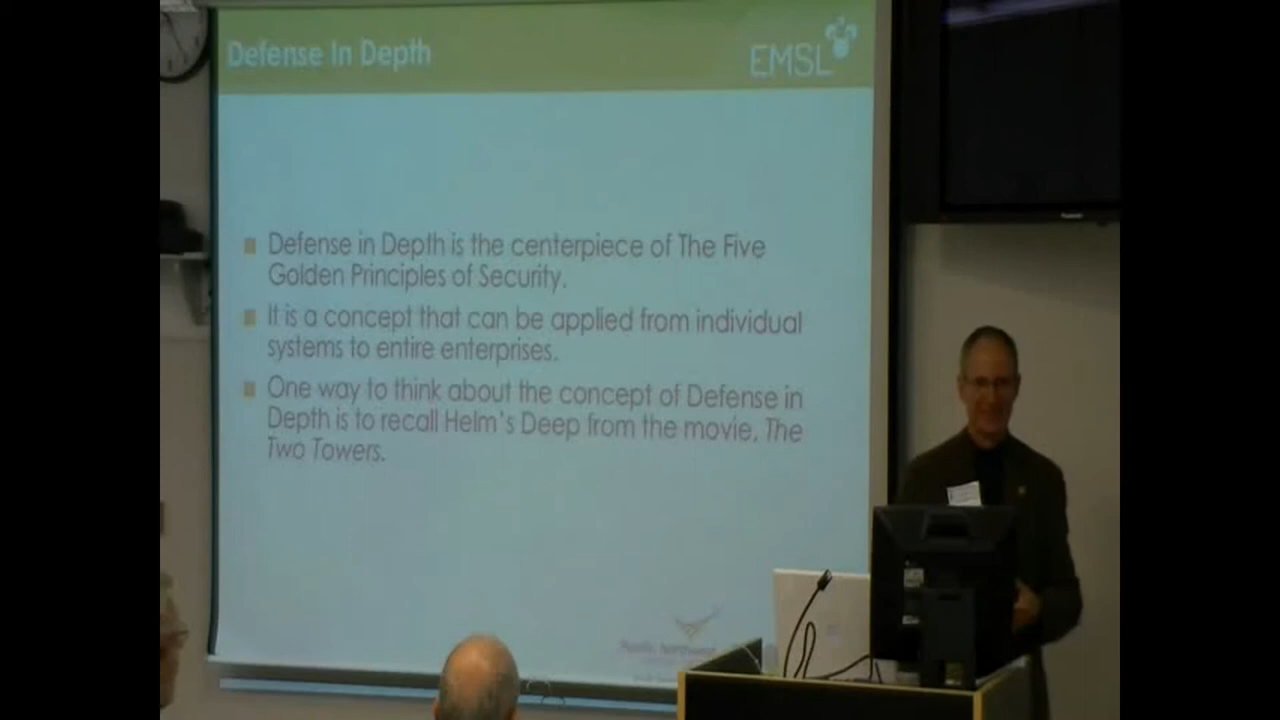 Defense In Depth
EMSL
Defense in Depth is the centerpiece of The Five
Golden Principles of Security.
It is a concept that can be applied from individual
systems to entire enterprises.
One way to think about the concept of Defense in
Depth is to recall Helm's Deep from the movie, The
Two Towers.
Pacific Northwest